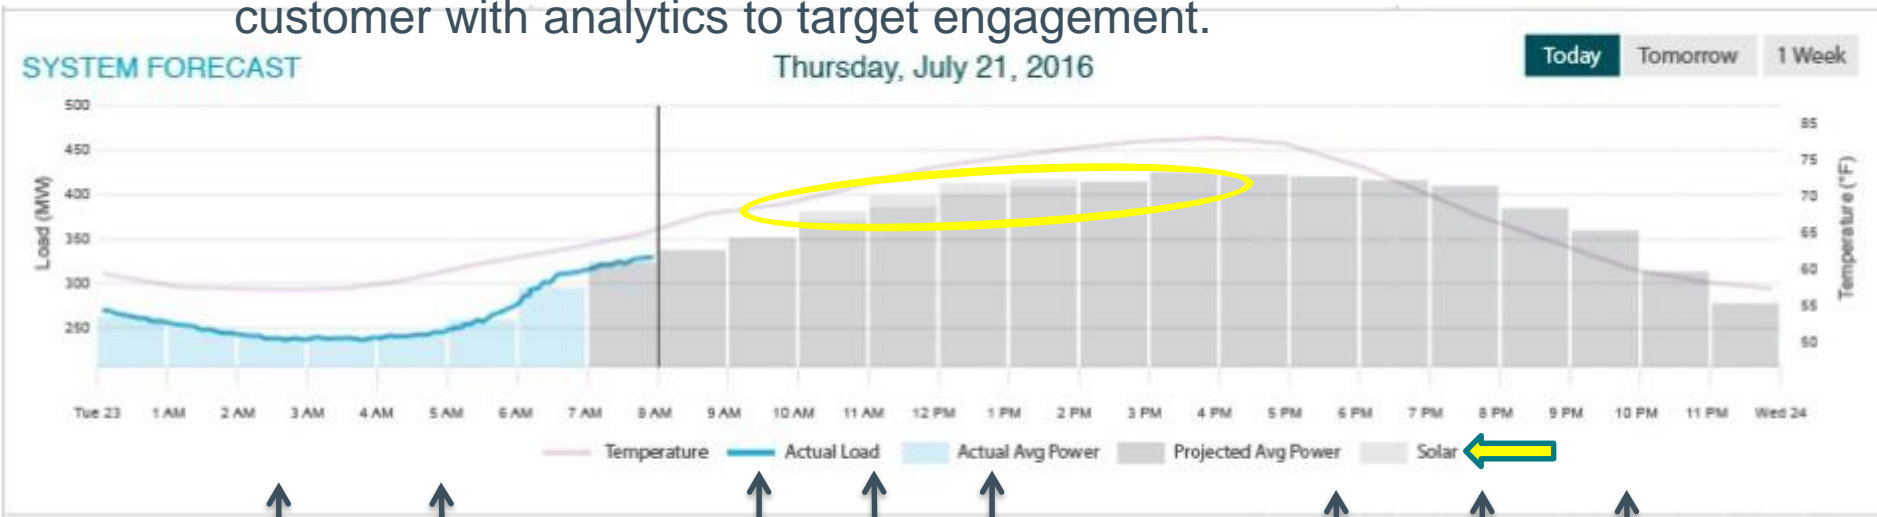 customer with analytics to target engagement.
SYSTEM FORECAST
Thursday, July 21, 2016
Today Tomorrow 1 Week
500
450
400
350
300
250
Load (MW)
85
75
70
65
60
55
50
Temperature (°F)
Tue 23 1 AM 2 AM 3 AM 4 AM 5 AM 6 AM 7 AM 8 AM 9 AM 10 AM 11 AM 12 PM 1 PM 2 PM 3 PM 4 PM 5 PM 6 PM 7 PM 8 PM 9 PM 10 PM 11 PM Wed 24
Temperature Actual Load Actual Avg Power Projected Avg Power Solar